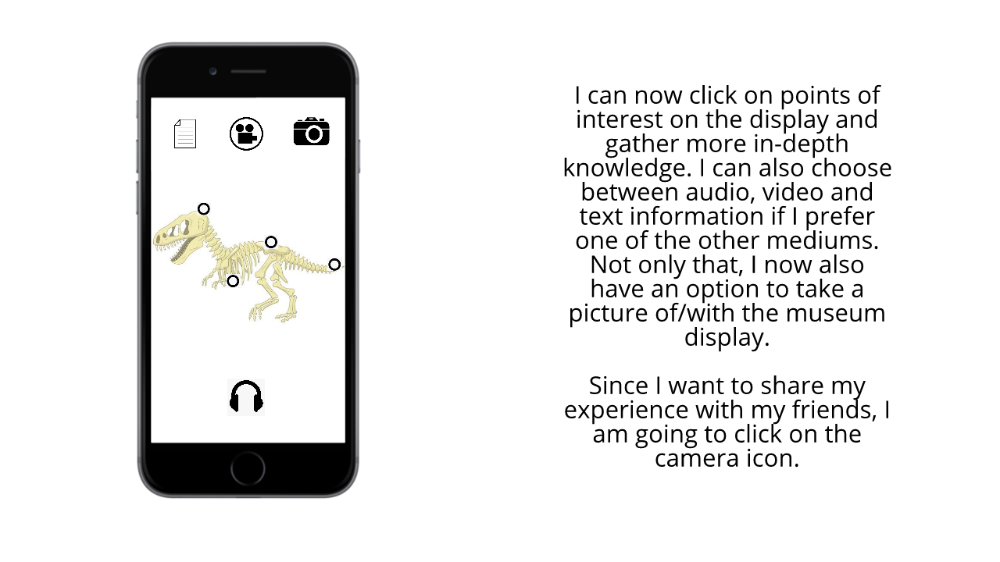 I can now click on points of
interest on the display and
gather more in-depth
knowledge. I can also choose
between audio, video and
text information if I prefer
one of the other mediums.
Not only that, I now also
have an option to take a
picture of/with the museum
display.
Since I want to share my
experience with my friends, I
am going to click on the
camera icon.